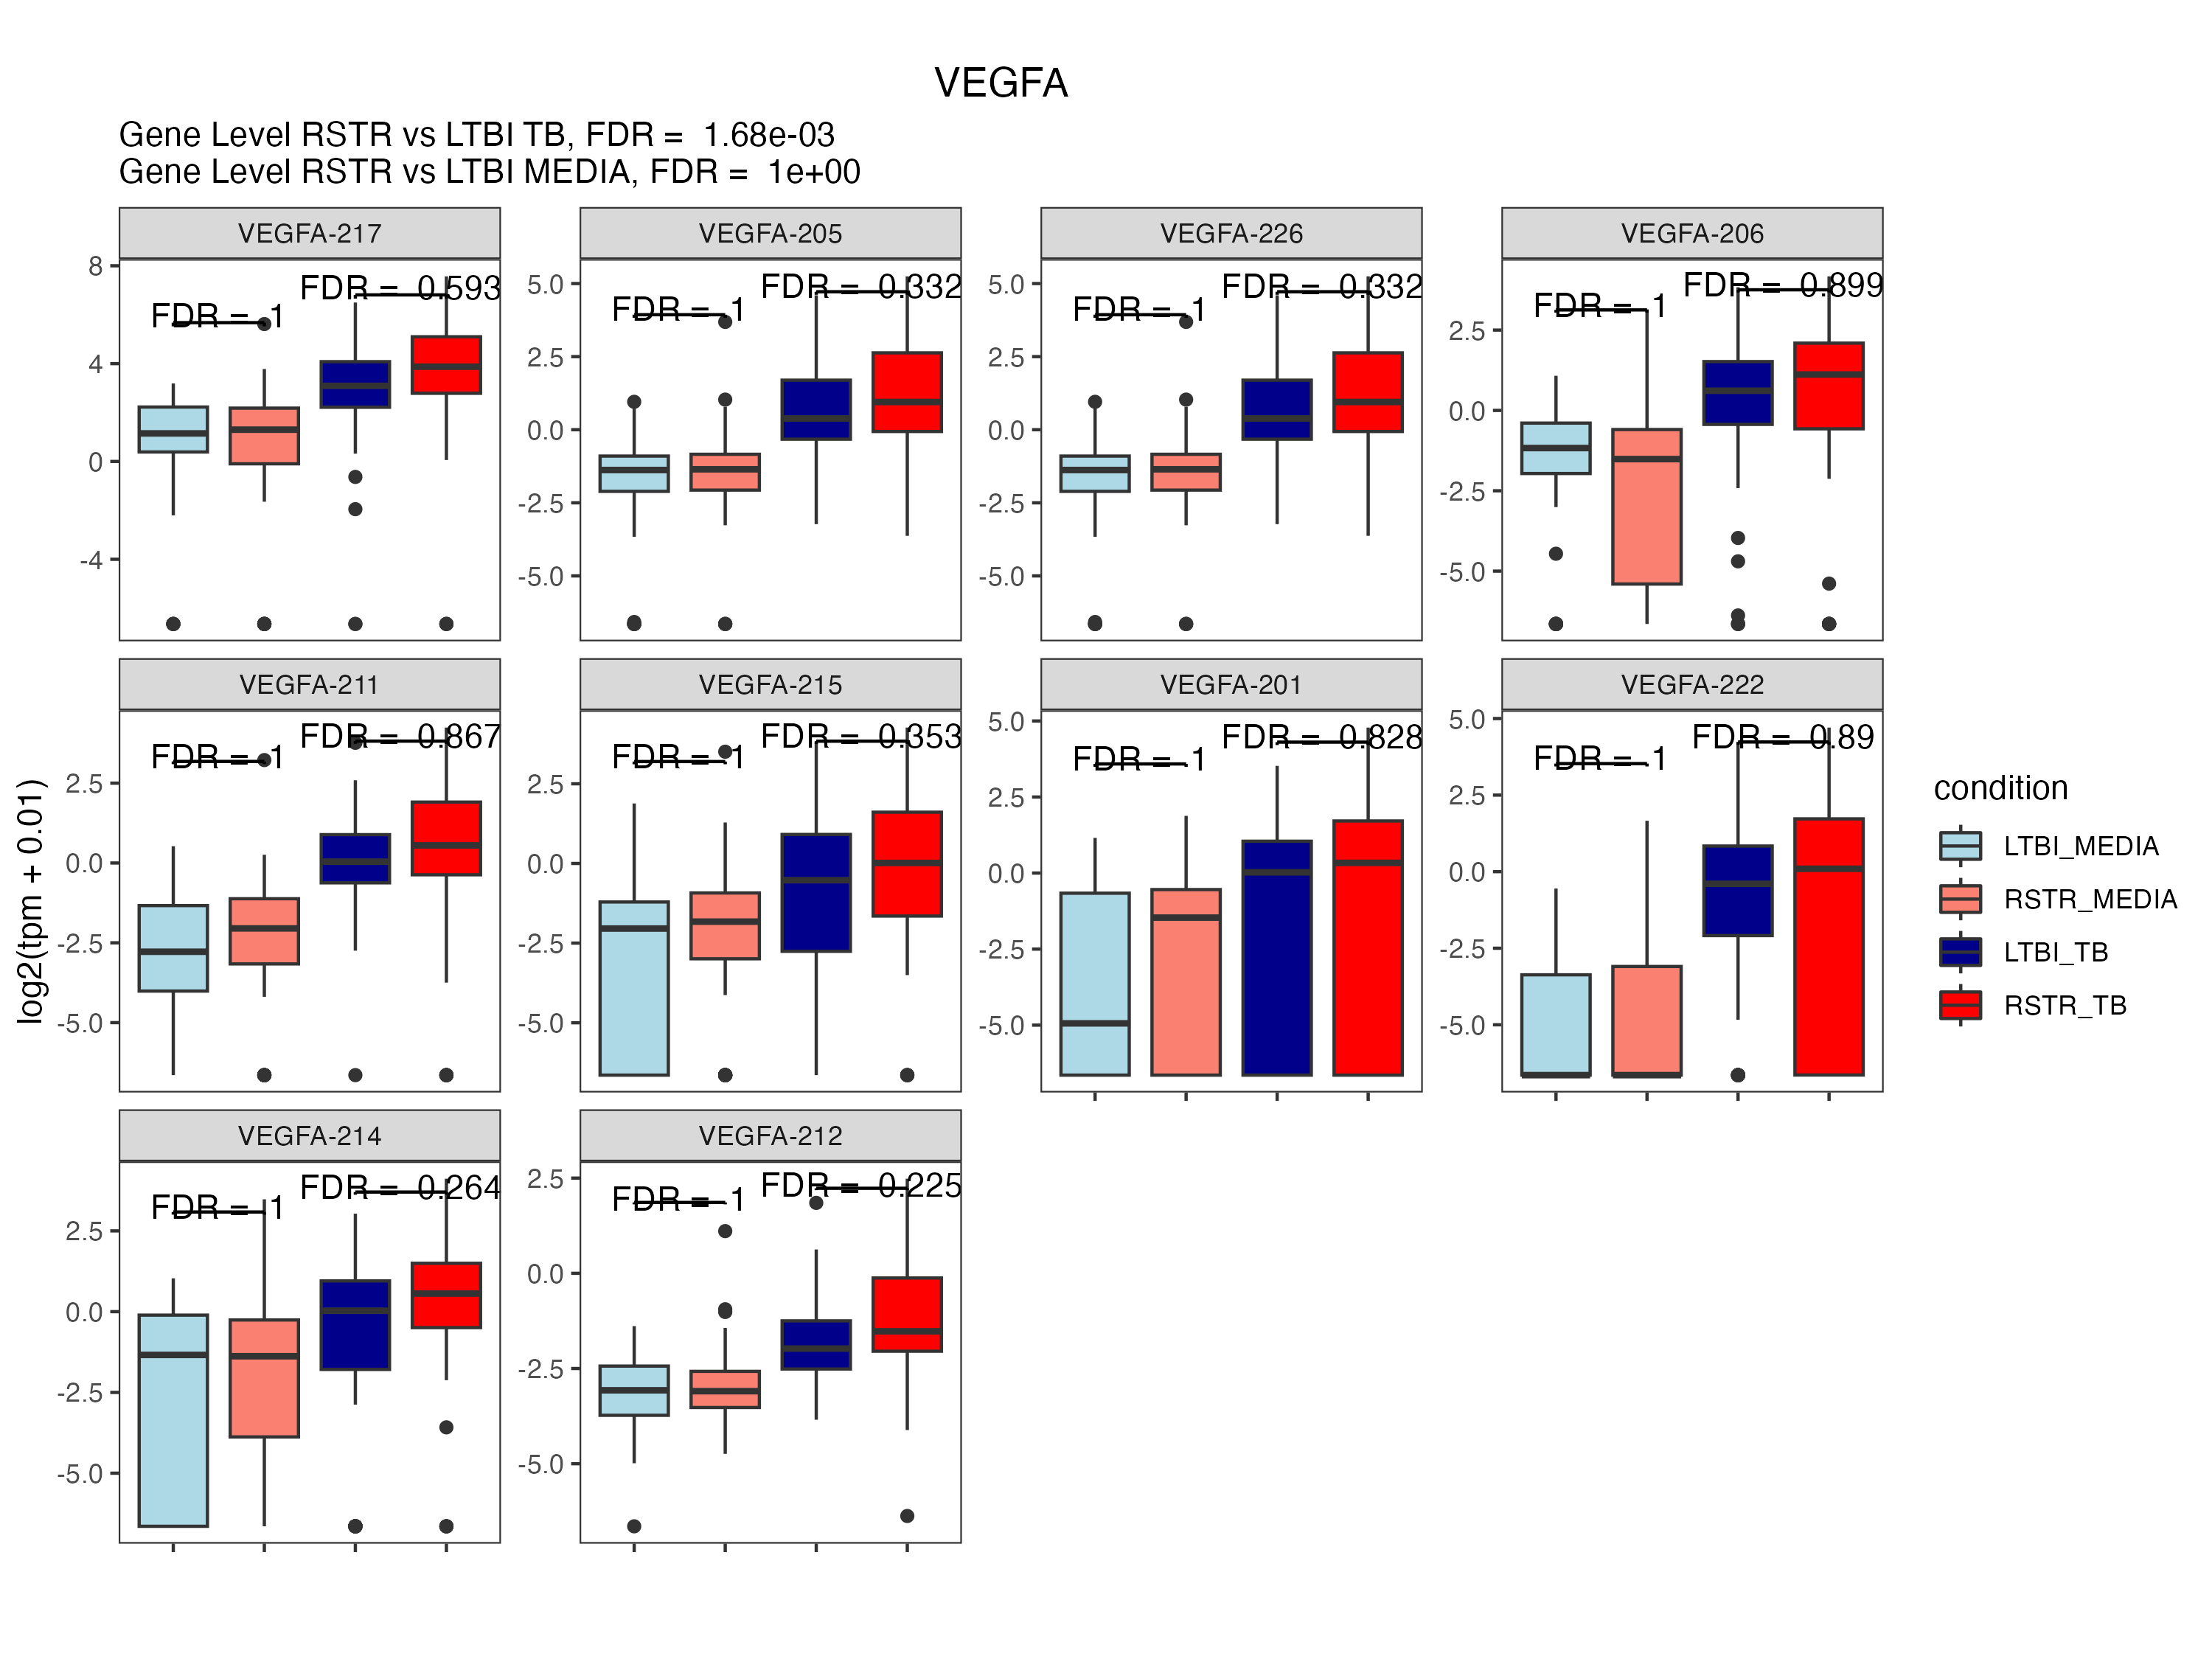 VEGFA
Gene Level RSTR vs LTBI TB, FDR =  1.68e-03
Gene Level RSTR vs LTBI MEDIA, FDR =  1e+00
VEGFA-217
8
4
0
-4
FDR =  1
FDR =  0.593
VEGFA-205
5.0
2.5
0.0
-2.5
-5.0
FDR =  1
FDR =  0.332
VEGFA-226
5.0
2.5
0.0
-2.5
-5.0
FDR =  1
FDR =  0.332
VEGFA-206
2.5
0.0
-2.5
-5.0
FDR =  1
FDR =  0.899
log2(tpm + 0.01)
VEGFA-211
2.5
0.0
-2.5
-5.0
FDR =  1
FDR =  0.867
VEGFA-215
2.5
0.0
-2.5
-5.0
FDR =  1
FDR =  0.353
VEGFA-201
5.0
2.5
0.0
-2.5
-5.0
FDR =  1
FDR =  0.828
VEGFA-222
5.0
2.5
0.0
-2.5
-5.0
FDR =  1
FDR =  0.89
condition
LTBI_MEDIA
RSTR_MEDIA
LTBI_TB
RSTR_TB
VEGFA-214
2.5
0.0
-2.5
-5.0
FDR =  1
FDR =  0.264
VEGFA-212
2.5
0.0
-2.5
-5.0
FDR =  1
FDR =  0.225